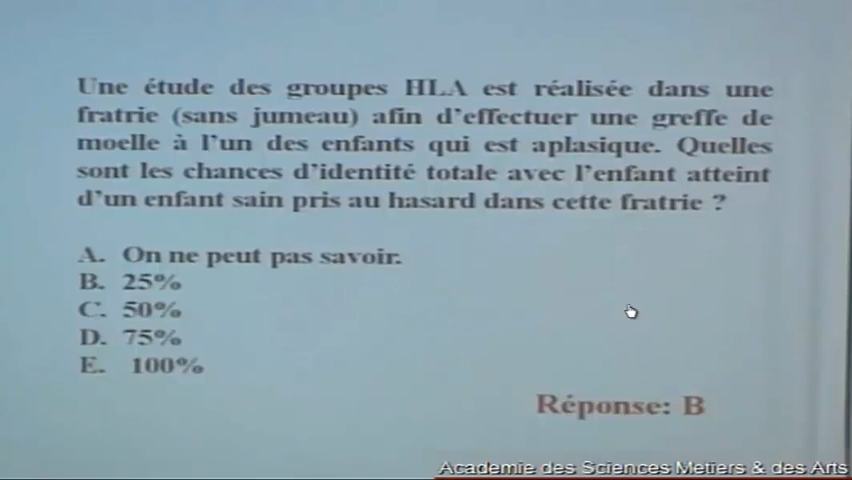 Une étude des groupes HLA est réalisée dans une
fratrie (sans jumeau) afin d'effectuer une greffe de
moelle à l'un des enfants qui est aplasique. Quelles
sont les chances d'identité totale avec l'enfant atteint
d'un enfant sain pris au hasard dans cette fratrie ?
A. On ne peut pas savoir.
B. 25%
C. 50%
D. 75%
E. 100%
Réponse: B
Academie des Sciences Metiers & des Arts